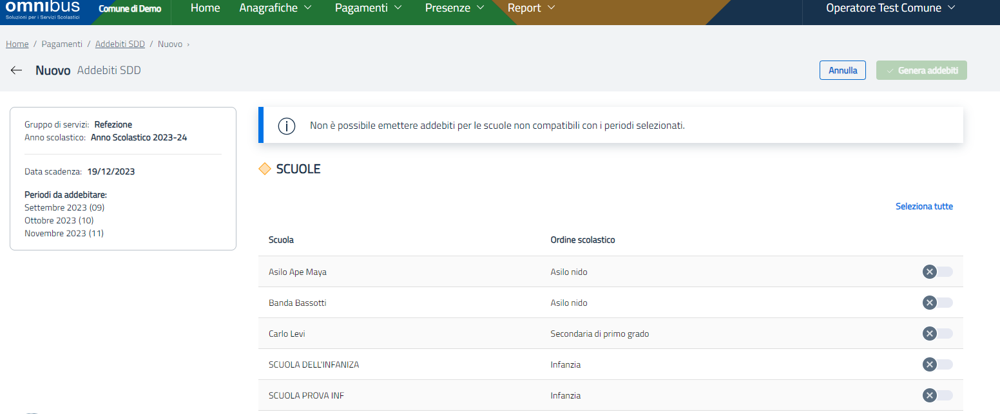 omnibus
Soluzioni per i Servizi Scolastici
Comune di Demo
Home Anagrafiche Pagamenti Presenze Report Operatore Test Comune
Home / Pagamenti / Addebiti SDD / Nuovo ›
Nuovo Addebiti SDD
Annulla Genera addebiti
Gruppo di servizi: Refezione
Anno scolastico: Anno Scolastico 2023-24
Data scadenza: 19/12/2023
Periodi da addebitare:
Settembre 2023 (09)
Ottobre 2023 (10)
Novembre 2023 (11)
Non è possibile emettere addebiti per le scuole non compatibili con i periodi selezionati.
SCUOLE
Seleziona tutte
Scuola Ordine scolastico
Asilo Ape Maya Asilo nido
Banda Bassotti Asilo nido
Carlo Levi Secondaria di primo grado
SCUOLA DELL'INFANIZA Infanzia
SCUOLA PROVA INF Infanzia